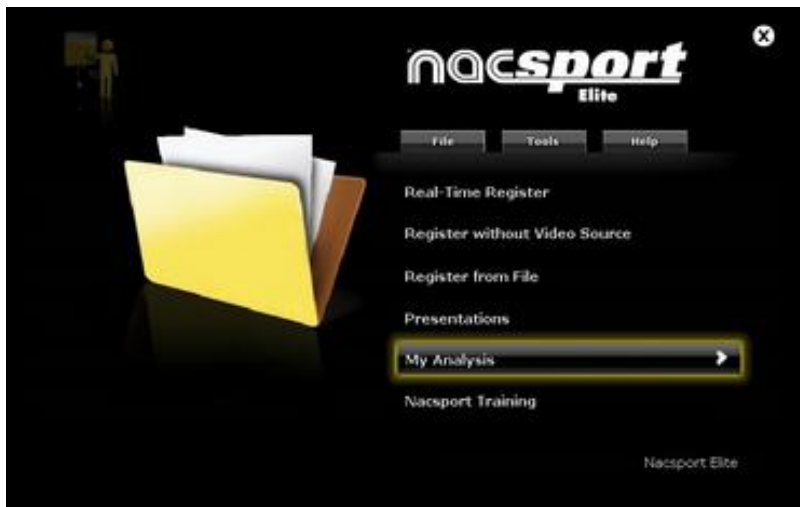 nacsport
Elite
File Tools Help
Real-Time Register
Register without Video Source
Register from File
Presentations
My Analysis
Nacsport Training
Nacsport Elite